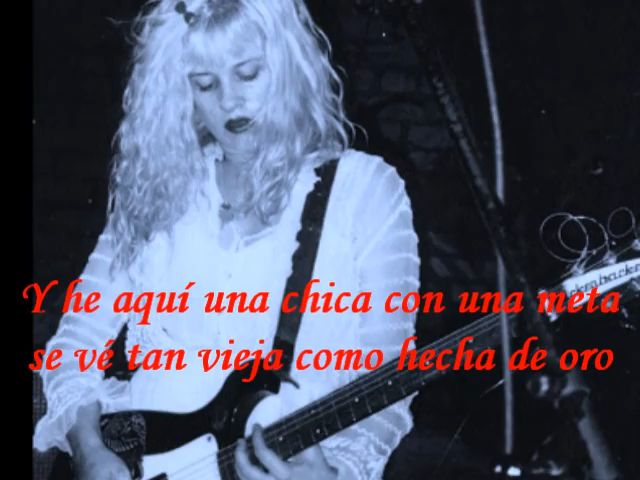 Y he aquí una chica con una meta
se vé tan vieja como hecha de oro